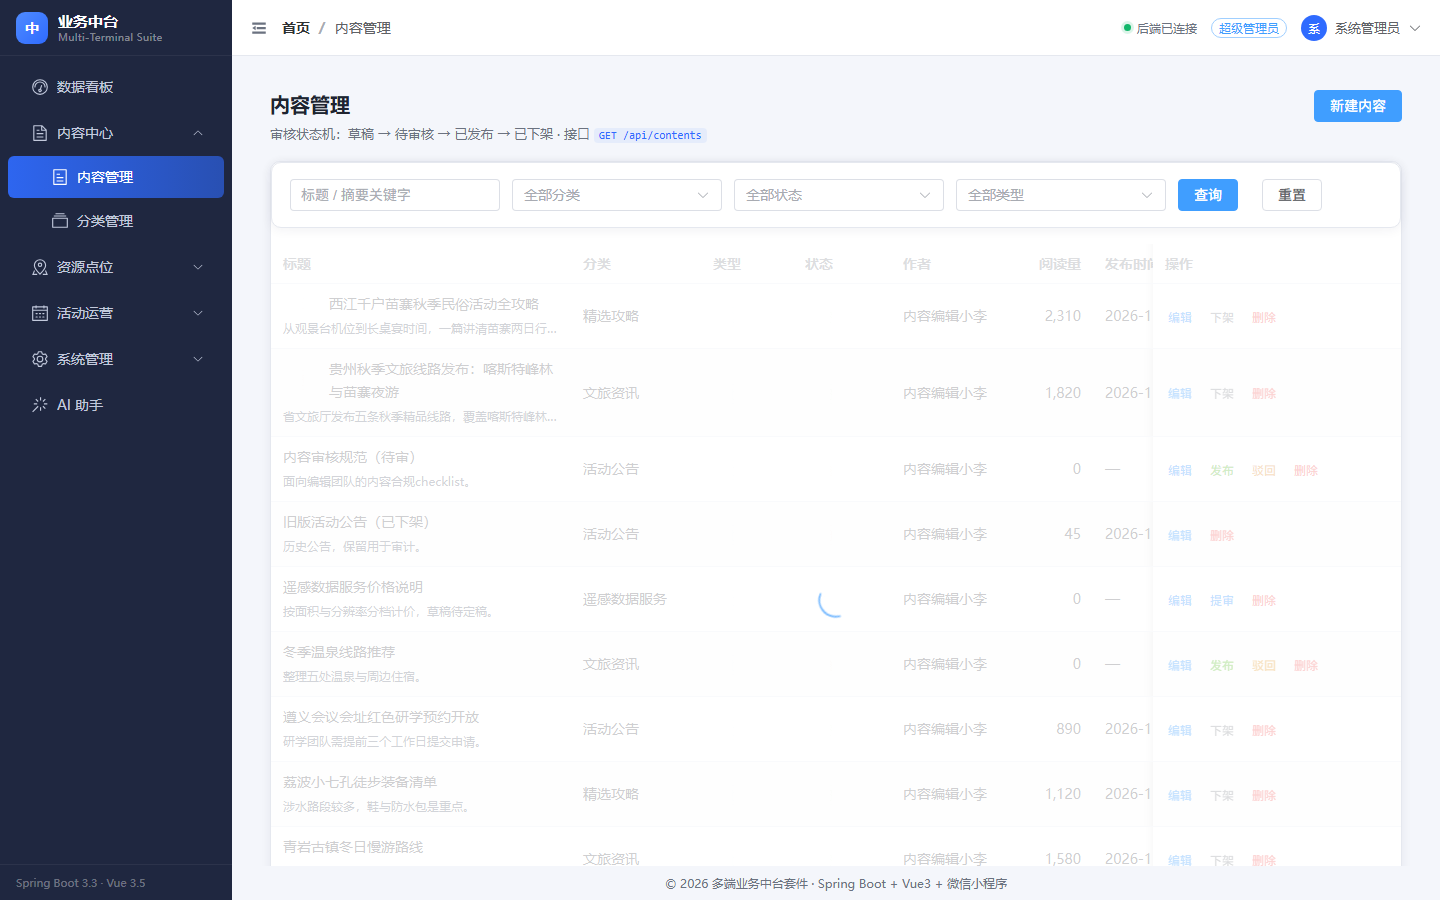 中
业务中台
Multi-Terminal Suite
数据看板
内容中心
内容管理
分类管理
资源点位
活动运营
系统管理
AI 助手
Spring Boot 3.3 · Vue 3.5
首页 / 内容管理
后端已连接
超级管理员
系
系统管理员
内容管理
审核状态机：草稿 → 待审核 → 已发布 → 已下架 · 接口 GET /api/contents
新建内容
标题 / 摘要关键字
全部分类
全部状态
全部类型
查询
重置
标题 分类 类型 状态 作者 阅读量 发布时间 操作
西江千户苗寨秋季民俗活动全攻略
从观景台机位到长桌宴时间，一篇讲清苗寨两日行...
精选攻略 内容编辑小李 2,310 2026-1 编辑 下架 删除
贵州秋季文旅线路发布：喀斯特峰林
与苗寨夜游
省文旅厅发布五条秋季精品线路，覆盖喀斯特峰林...
文旅资讯 内容编辑小李 1,820 2026-1 编辑 下架 删除
内容审核规范（待审）
面向编辑团队的内容合规checklist。
活动公告 内容编辑小李 0 — 编辑 发布 驳回 删除
旧版活动公告（已下架）
历史公告，保留用于审计。
活动公告 内容编辑小李 45 2026-1 编辑 删除
遥感数据服务价格说明
按面积与分辨率分档计价，草稿待定稿。
遥感数据服务 内容编辑小李 0 — 编辑 提审 删除
冬季温泉线路推荐
整理五处温泉与周边住宿。
文旅资讯 内容编辑小李 0 — 编辑 发布 驳回 删除
遵义会议会址红色研学预约开放
研学团队需提前三个工作日提交申请。
活动公告 内容编辑小李 890 2026-1 编辑 下架 删除
荔波小七孔徒步装备清单
涉水路段较多，鞋与防水包是重点。
精选攻略 内容编辑小李 1,120 2026-1 编辑 下架 删除
青岩古镇冬日慢游路线
文旅资讯 内容编辑小李 1,580 2026-1 编辑 下架 删除
© 2026 多端业务中台套件 · Spring Boot + Vue3 + 微信小程序